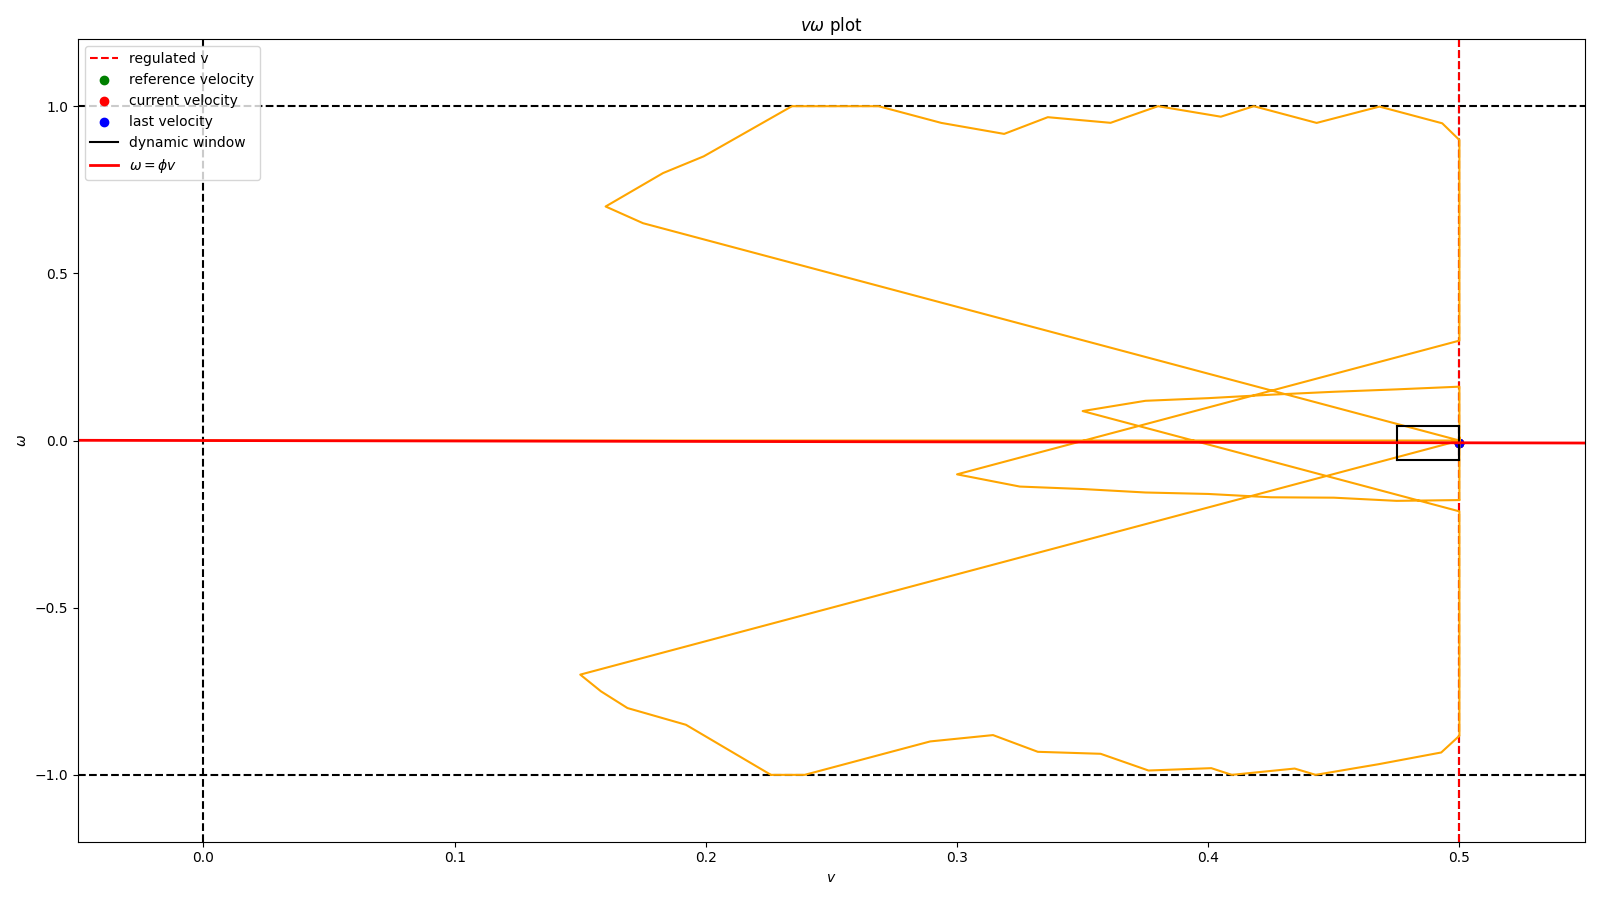 vω plot
regulated v
reference velocity
current velocity
last velocity
dynamic window
ω = ϕv
1.0
0.5
0.0
−0.5
−1.0
ω
0.0 0.1 0.2 0.3 0.4 0.5
v